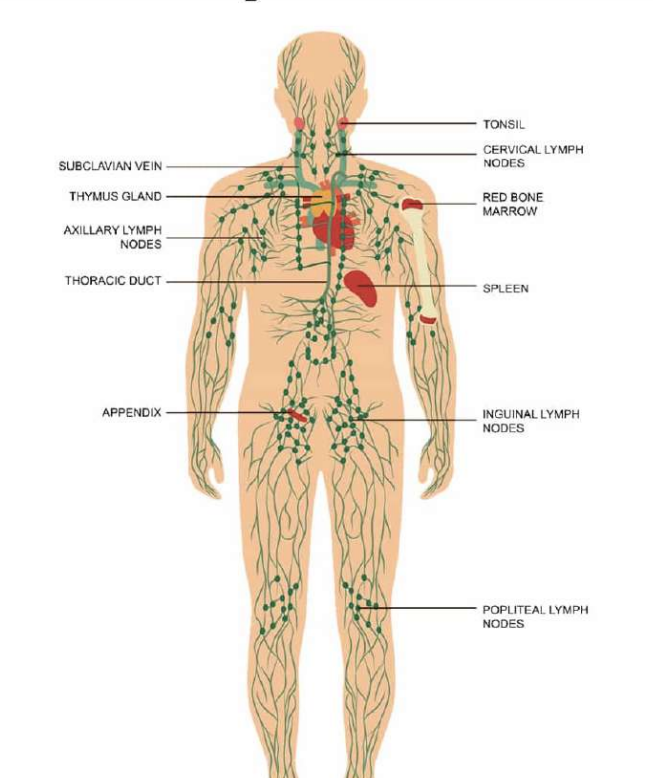 TONSIL
CERVICAL LYMPH
NODES
SUBCLAVIAN VEIN
THYMUS GLAND
RED BONE
MARROW
AXILLARY LYMPH
NODES
THORACIC DUCT
SPLEEN
APPENDIX
INGUINAL LYMPH
NODES
POPLITEAL LYMPH
NODES